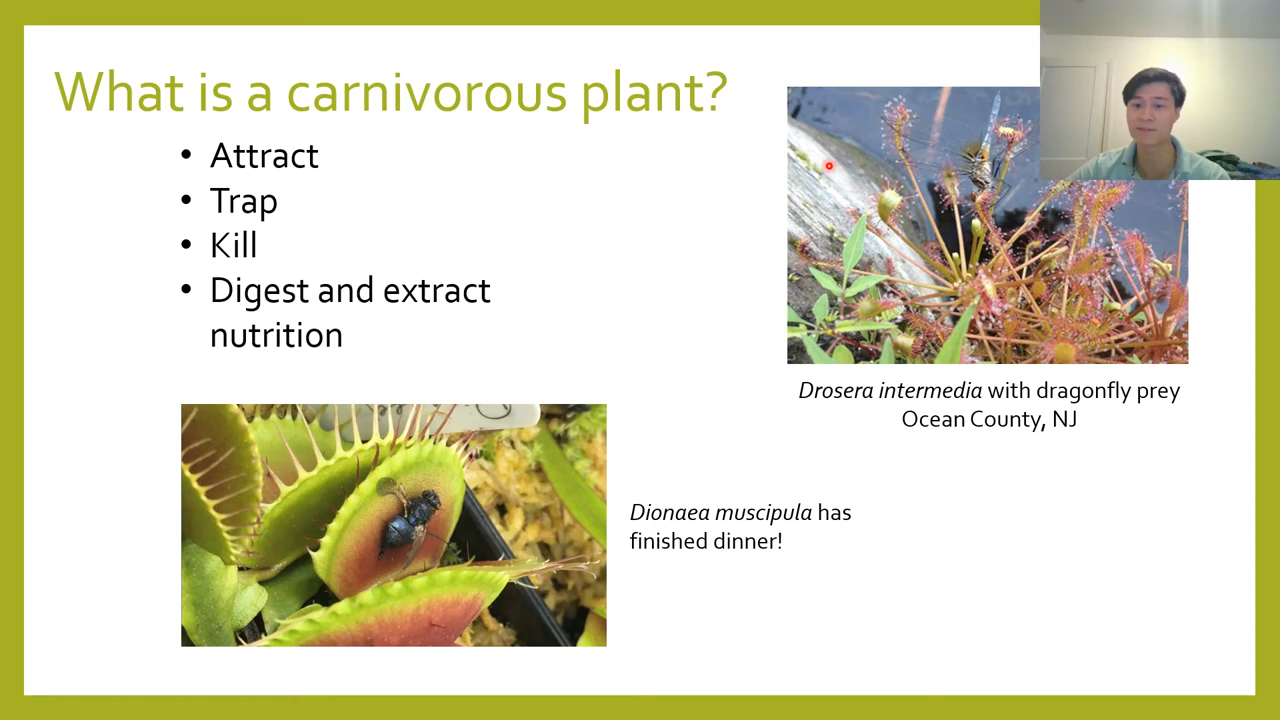 What is a carnivorous plant?
• Attract
• Trap
• Kill
• Digest and extract
nutrition
Drosera intermedia with dragonfly prey
Ocean County, NJ
Dionaea muscipula has
finished dinner!